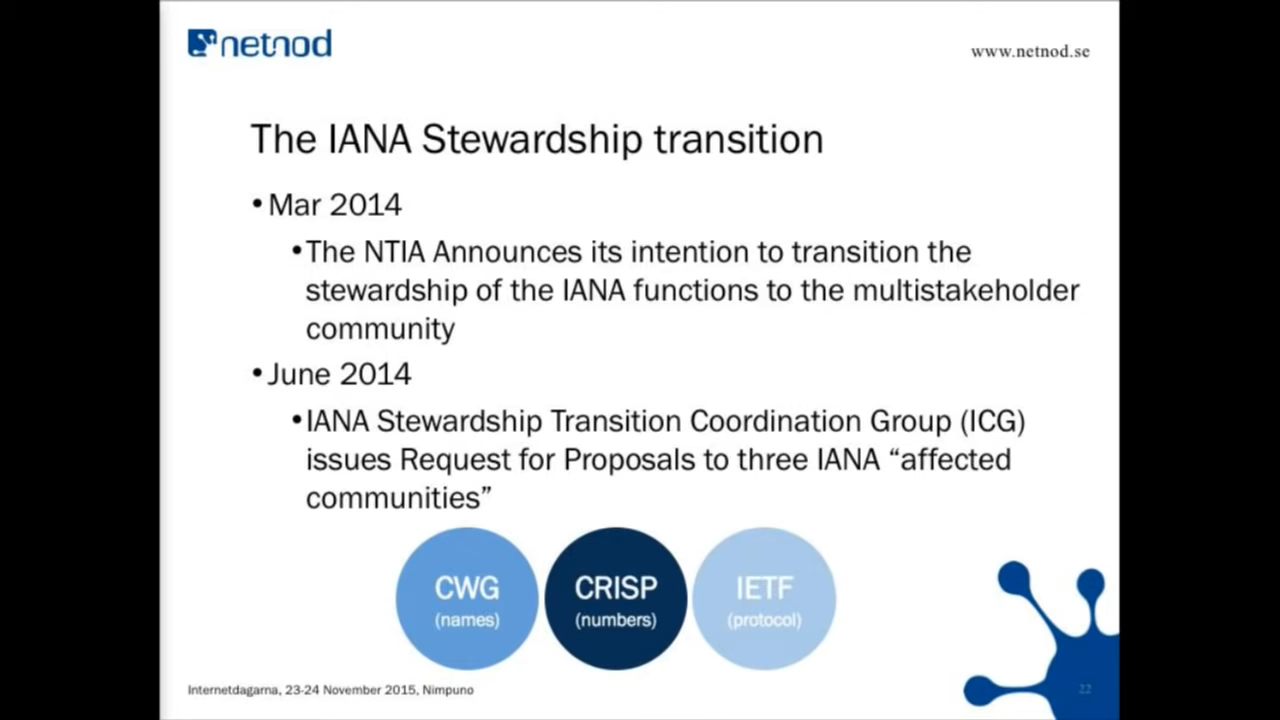 netnod
www.netnod.se
The IANA Stewardship transition
•Mar 2014
•The NTIA Announces its intention to transition the
stewardship of the IANA functions to the multistakeholder
community
•June 2014
•IANA Stewardship Transition Coordination Group (ICG)
issues Request for Proposals to three IANA “affected
communities”
CWG
(names)
CRISP
(numbers)
IETF
(protocol)
Internetdagarna, 23-24 November 2015, Nimpuno
22